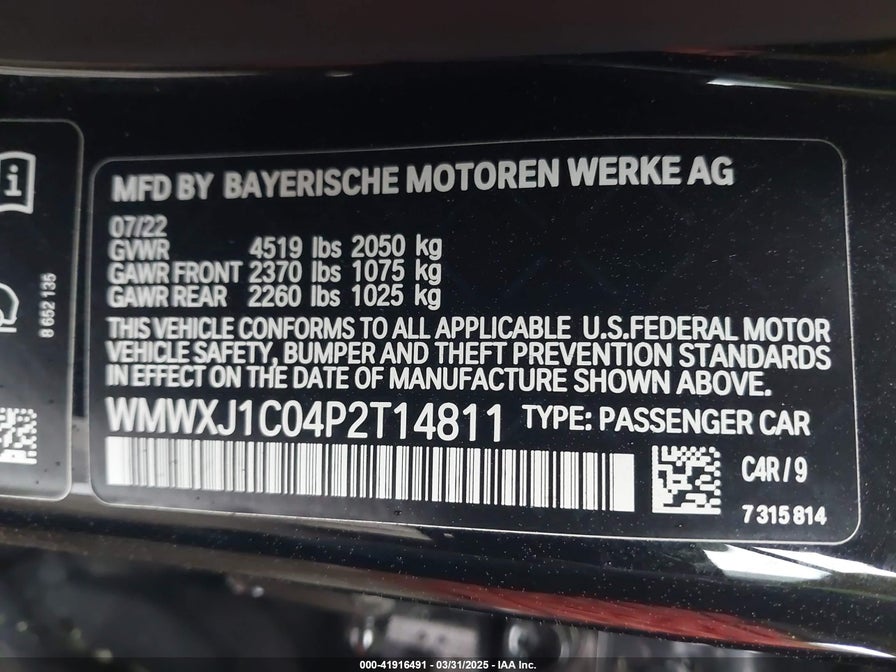 MFD BY BAYERISCHE MOTOREN WERKE AG
07/22
GVWR 4519 lbs 2050 kg
GAWR FRONT 2370 lbs 1075 kg
GAWR REAR 2260 lbs 1025 kg
THIS VEHICLE CONFORMS TO ALL APPLICABLE U.S.FEDERAL MOTOR
VEHICLE SAFETY, BUMPER AND THEFT PREVENTION STANDARDS
IN EFFECT ON THE DATE OF MANUFACTURE SHOWN ABOVE.
WMWXJ1C04P2T14811 TYPE: PASSENGER CAR
C4R/9
7315814
i
8 652 135
000-41916491 - 03/31/2025 - IAA Inc.